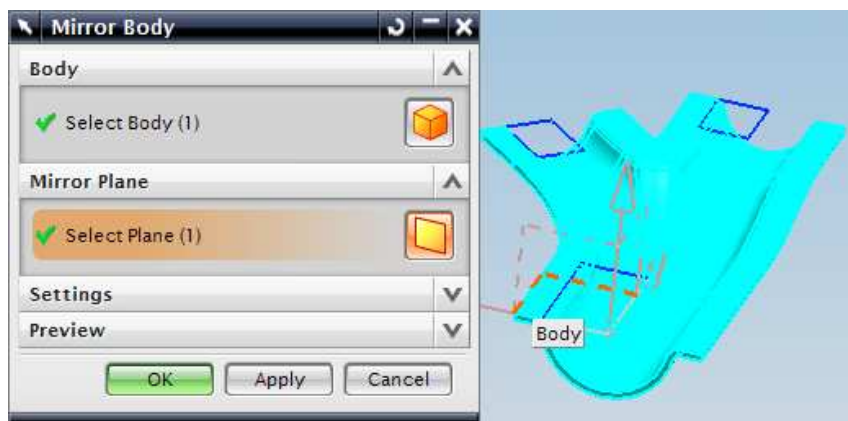 Mirror Body
Body
Select Body (1)
Mirror Plane
Select Plane (1)
Settings
Preview
OK Apply Cancel
Body